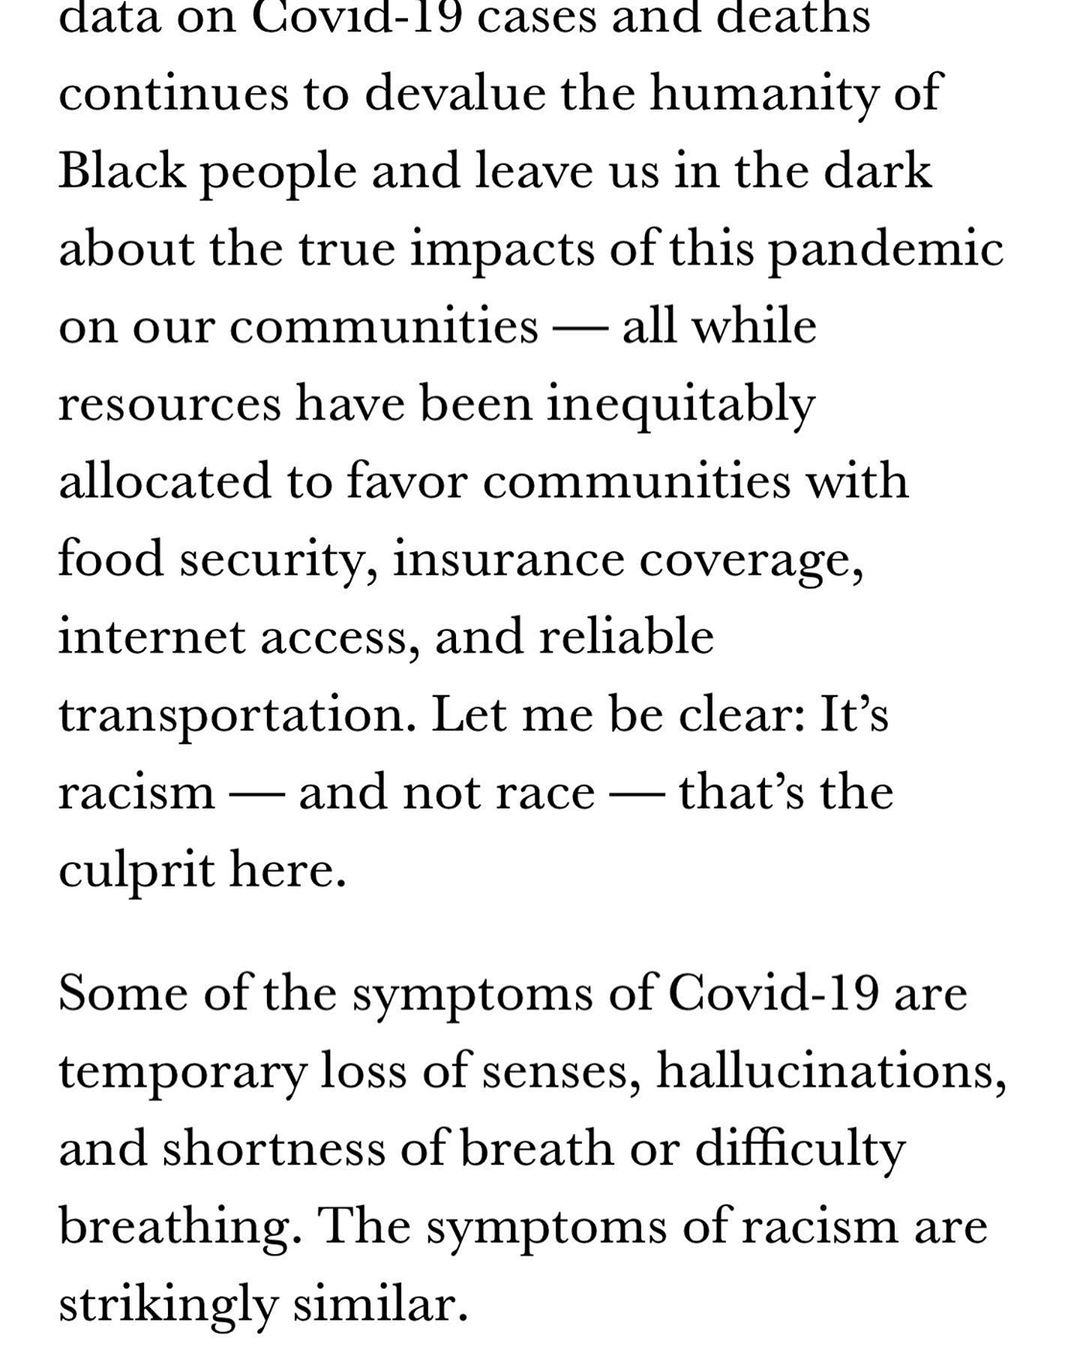 data on Covid-19 cases and deaths
continues to devalue the humanity of
Black people and leave us in the dark
about the true impacts of this pandemic
on our communities — all while
resources have been inequitably
allocated to favor communities with
food security, insurance coverage,
internet access, and reliable
transportation. Let me be clear: It’s
racism — and not race — that’s the
culprit here.
Some of the symptoms of Covid-19 are
temporary loss of senses, hallucinations,
and shortness of breath or difficulty
breathing. The symptoms of racism are
strikingly similar.